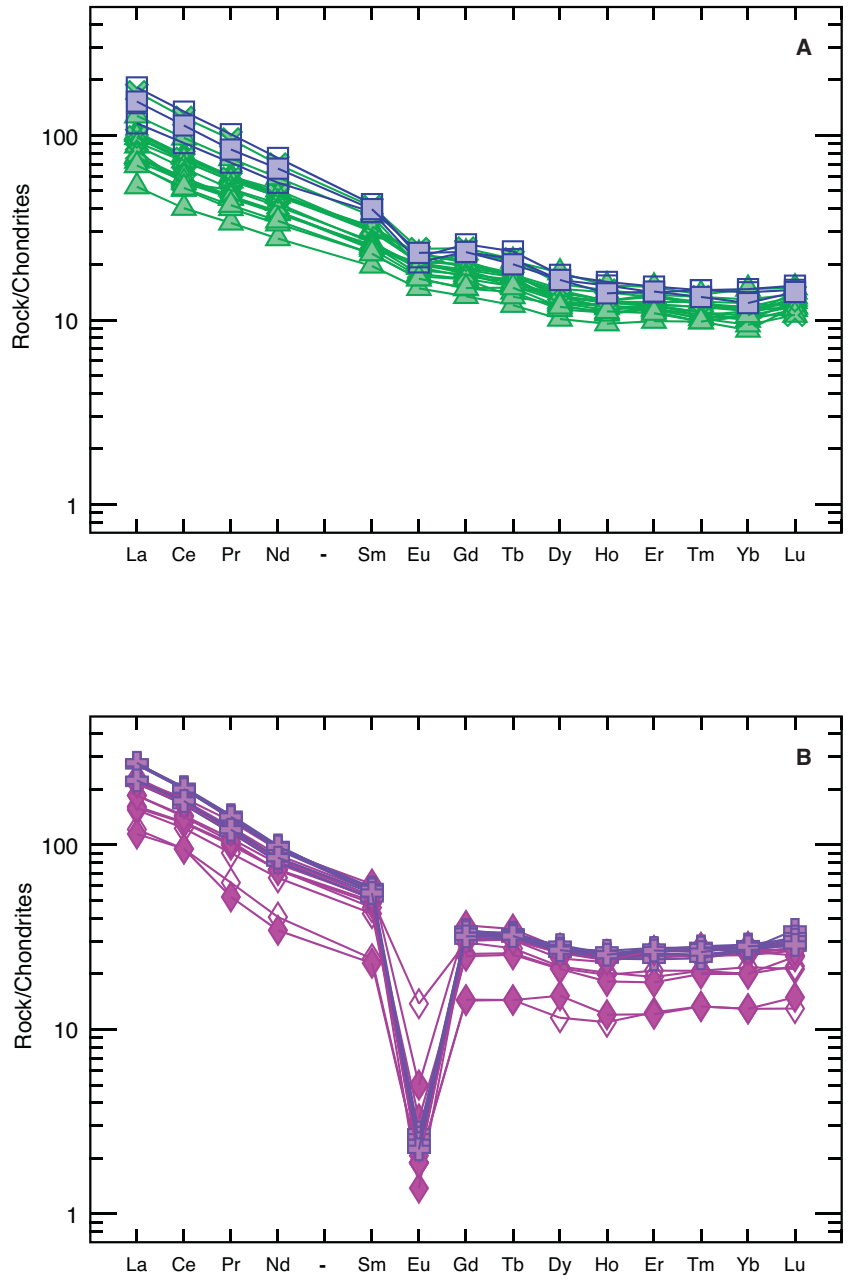 A
100
10
1
Rock/Chondrites
La Ce Pr Nd - Sm Eu Gd Tb Dy Ho Er Tm Yb Lu
B
100
10
1
Rock/Chondrites
La Ce Pr Nd - Sm Eu Gd Tb Dy Ho Er Tm Yb Lu